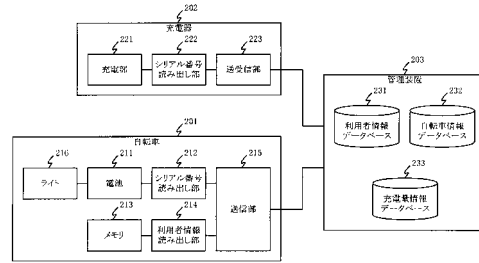 202
充電器
221
222
223
充電部
シリアル番号
読み出し部
送受信部
203
管理装置
231
232
利用者情報
データベース
自転車情報
データベース
233
充電量情報
データベース
201
自転車
216
211
212
215
ライト
電池
シリアル番号
読み出し部
送信部
213
214
メモリ
利用者情報
読み出し部